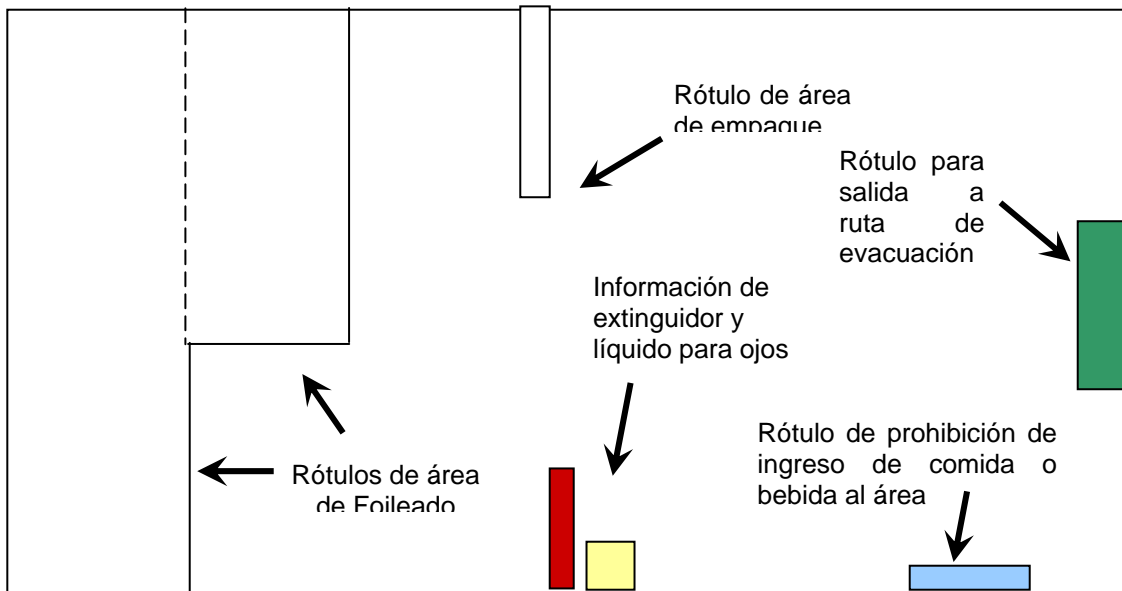 Rótulo de área
de empaque
Rótulo para
salida a
ruta de
evacuación
Información de
extinguidor y
líquido para ojos
Rótulo de prohibición de
ingreso de comida o
bebida al área
Rótulos de área
de Foileado